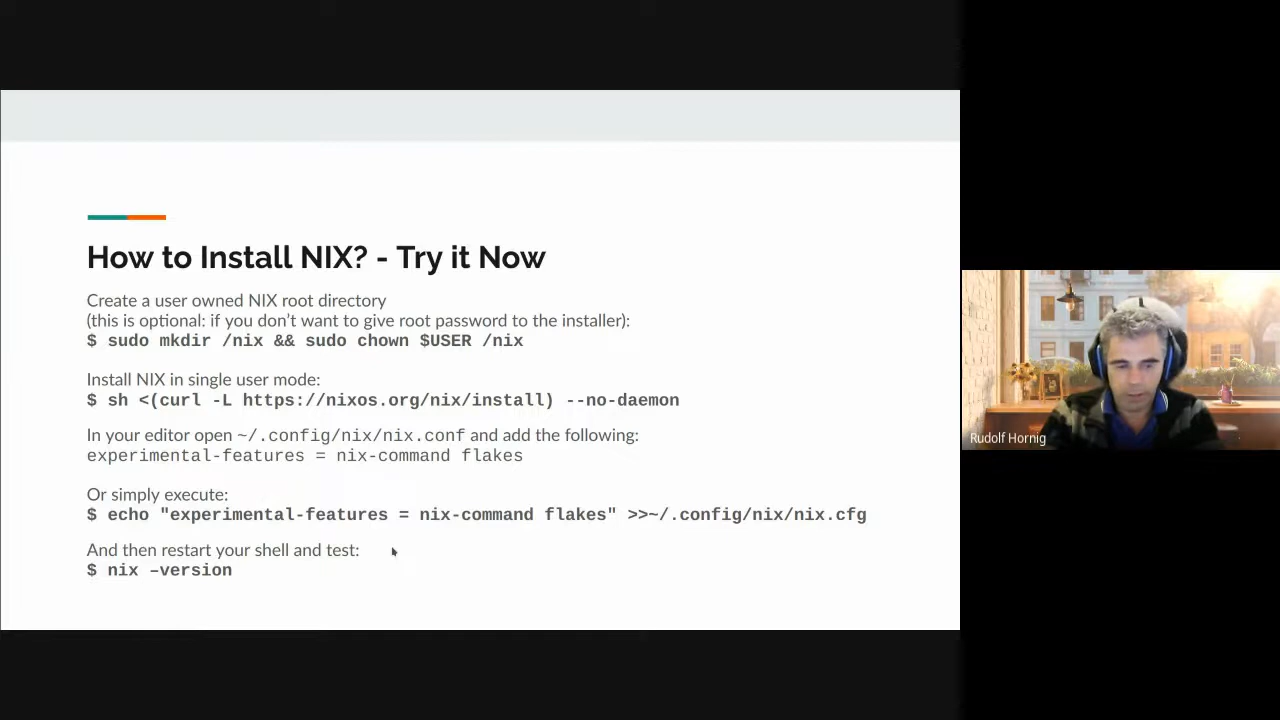 How to Install NIX? - Try it Now
Create a user owned NIX root directory
(this is optional: if you don't want to give root password to the installer):
$ sudo mkdir /nix && sudo chown $USER /nix
Install NIX in single user mode:
$ sh <(curl -L https://nixos.org/nix/install) --no-daemon
In your editor open ~/.config/nix/nix.conf and add the following:
experimental-features = nix-command flakes
Or simply execute:
$ echo "experimental-features = nix-command flakes" >>~/.config/nix/nix.cfg
And then restart your shell and test:
$ nix –version
Rudolf Hornig